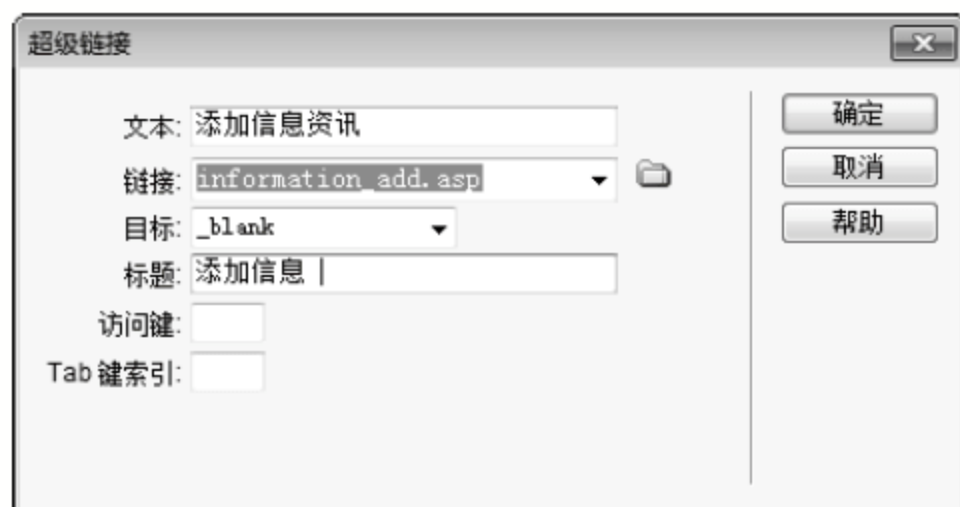 超级链接
文本: 添加信息资讯
链接: information_add.asp
目标: _blank
标题: 添加信息
访问键:
Tab 键索引:
确定
取消
帮助